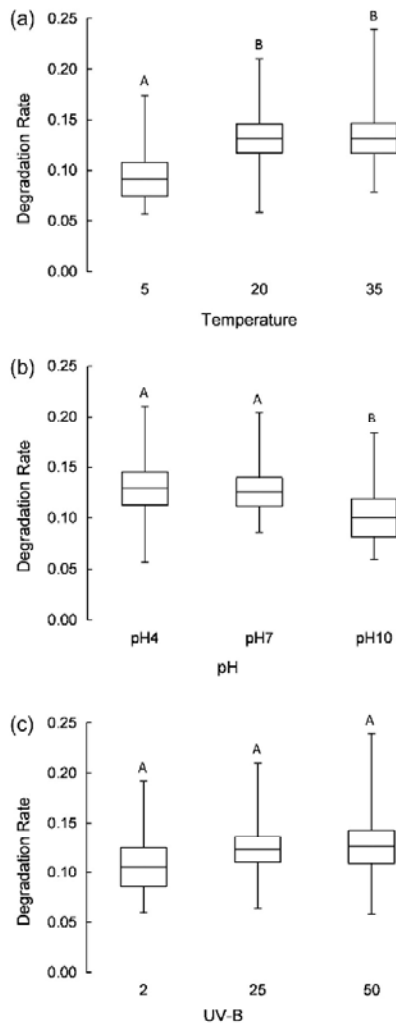 (a)
0.25
B
B
0.20
A
0.15
0.10
0.05
0.00
Degradation Rate
5 20 35
Temperature
(b)
0.25
A
A
B
0.20
0.15
0.10
0.05
0.00
Degradation Rate
pH4 pH7 pH10
pH
(c)
0.25
A
A
A
0.20
0.15
0.10
0.05
0.00
Degradation Rate
2 25 50
UV-B